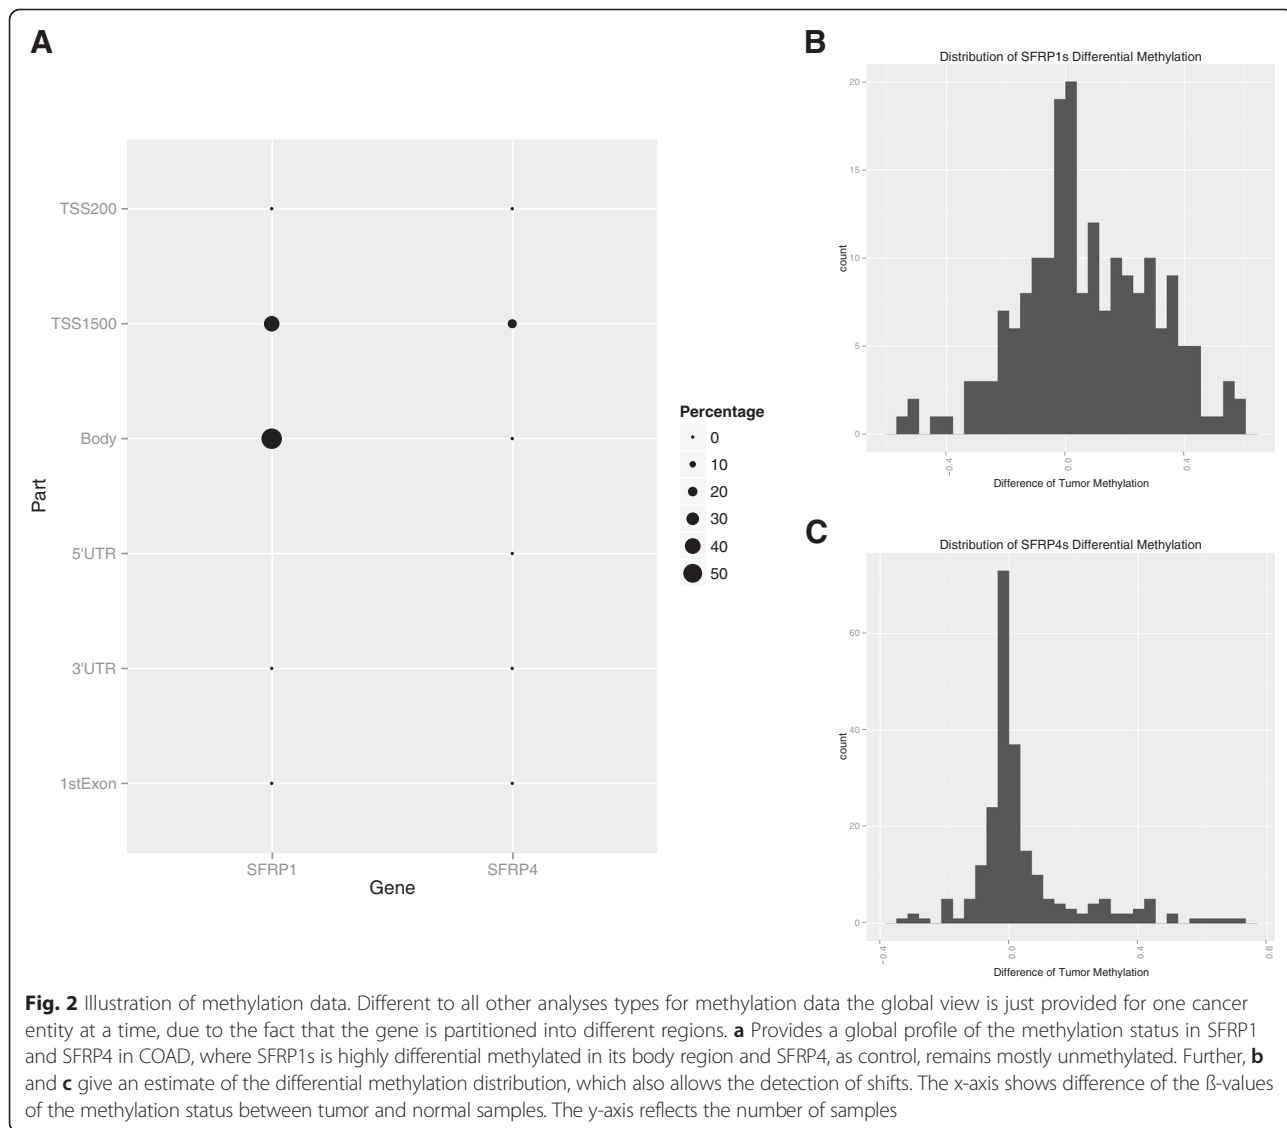 A
TSS200
TSS1500
Body
5'UTR
3'UTR
1stExon
Part
SFRP1
SFRP4
Gene
Percentage
0
10
20
30
40
50
B
Distribution of SFRP1s Differential Methylation
20
15
10
5
0
count
−0.4
0.0
0.4
Difference of Tumor Methylation
C
Distribution of SFRP4s Differential Methylation
60
40
20
0
count
−0.4
0.0
0.4
0.8
Difference of Tumor Methylation
Fig. 2 Illustration of methylation data. Different to all other analyses types for methylation data the global view is just provided for one cancer
entity at a time, due to the fact that the gene is partitioned into different regions. a Provides a global profile of the methylation status in SFRP1
and SFRP4 in COAD, where SFRP1s is highly differential methylated in its body region and SFRP4, as control, remains mostly unmethylated. Further, b
and c give an estimate of the differential methylation distribution, which also allows the detection of shifts. The x-axis shows difference of the ß-values
of the methylation status between tumor and normal samples. The y-axis reflects the number of samples